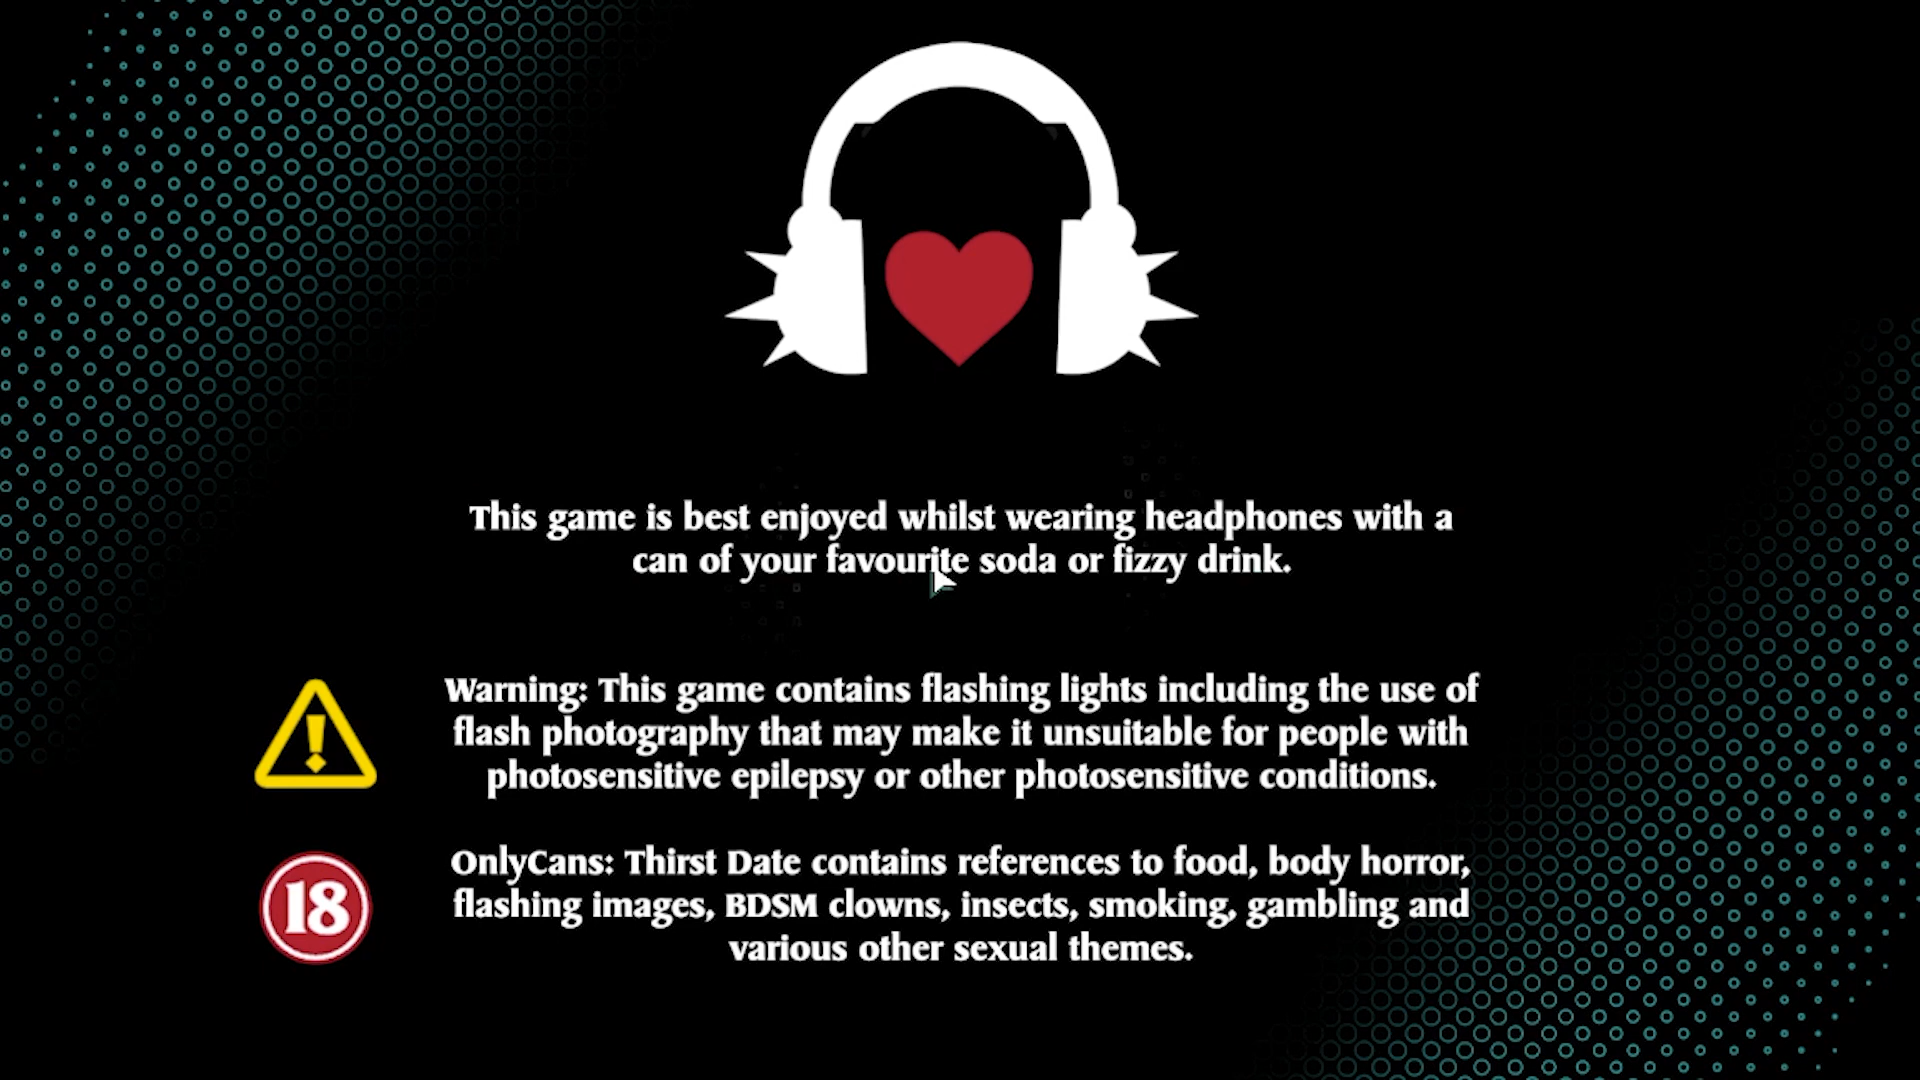 This game is best enjoyed whilst wearing headphones with a
can of your favourite soda or fizzy drink.
Warning: This game contains flashing lights including the use of
flash photography that may make it unsuitable for people with
photosensitive epilepsy or other photosensitive conditions.
18
OnlyCans: Thirst Date contains references to food, body horror,
flashing images, BDSM clowns, insects, smoking, gambling and
various other sexual themes.